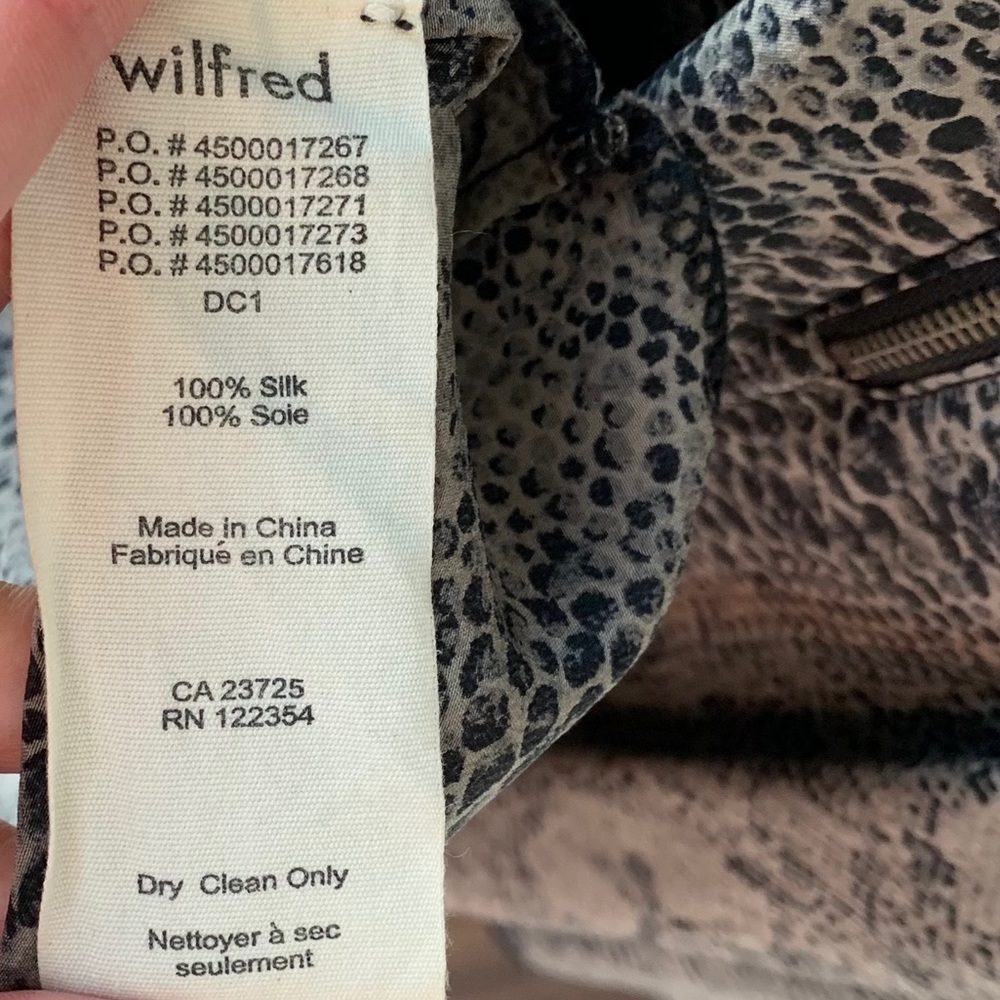 wilfred
P.O. # 4500017267
P.O. # 4500017268
P.O. # 4500017271
P.O. # 4500017273
P.O. # 4500017618
DC1
100% Silk
100% Soie
Made in China
Fabriqué en Chine
CA 23725
RN 122354
Dry Clean Only
Nettoyer à sec
seulement